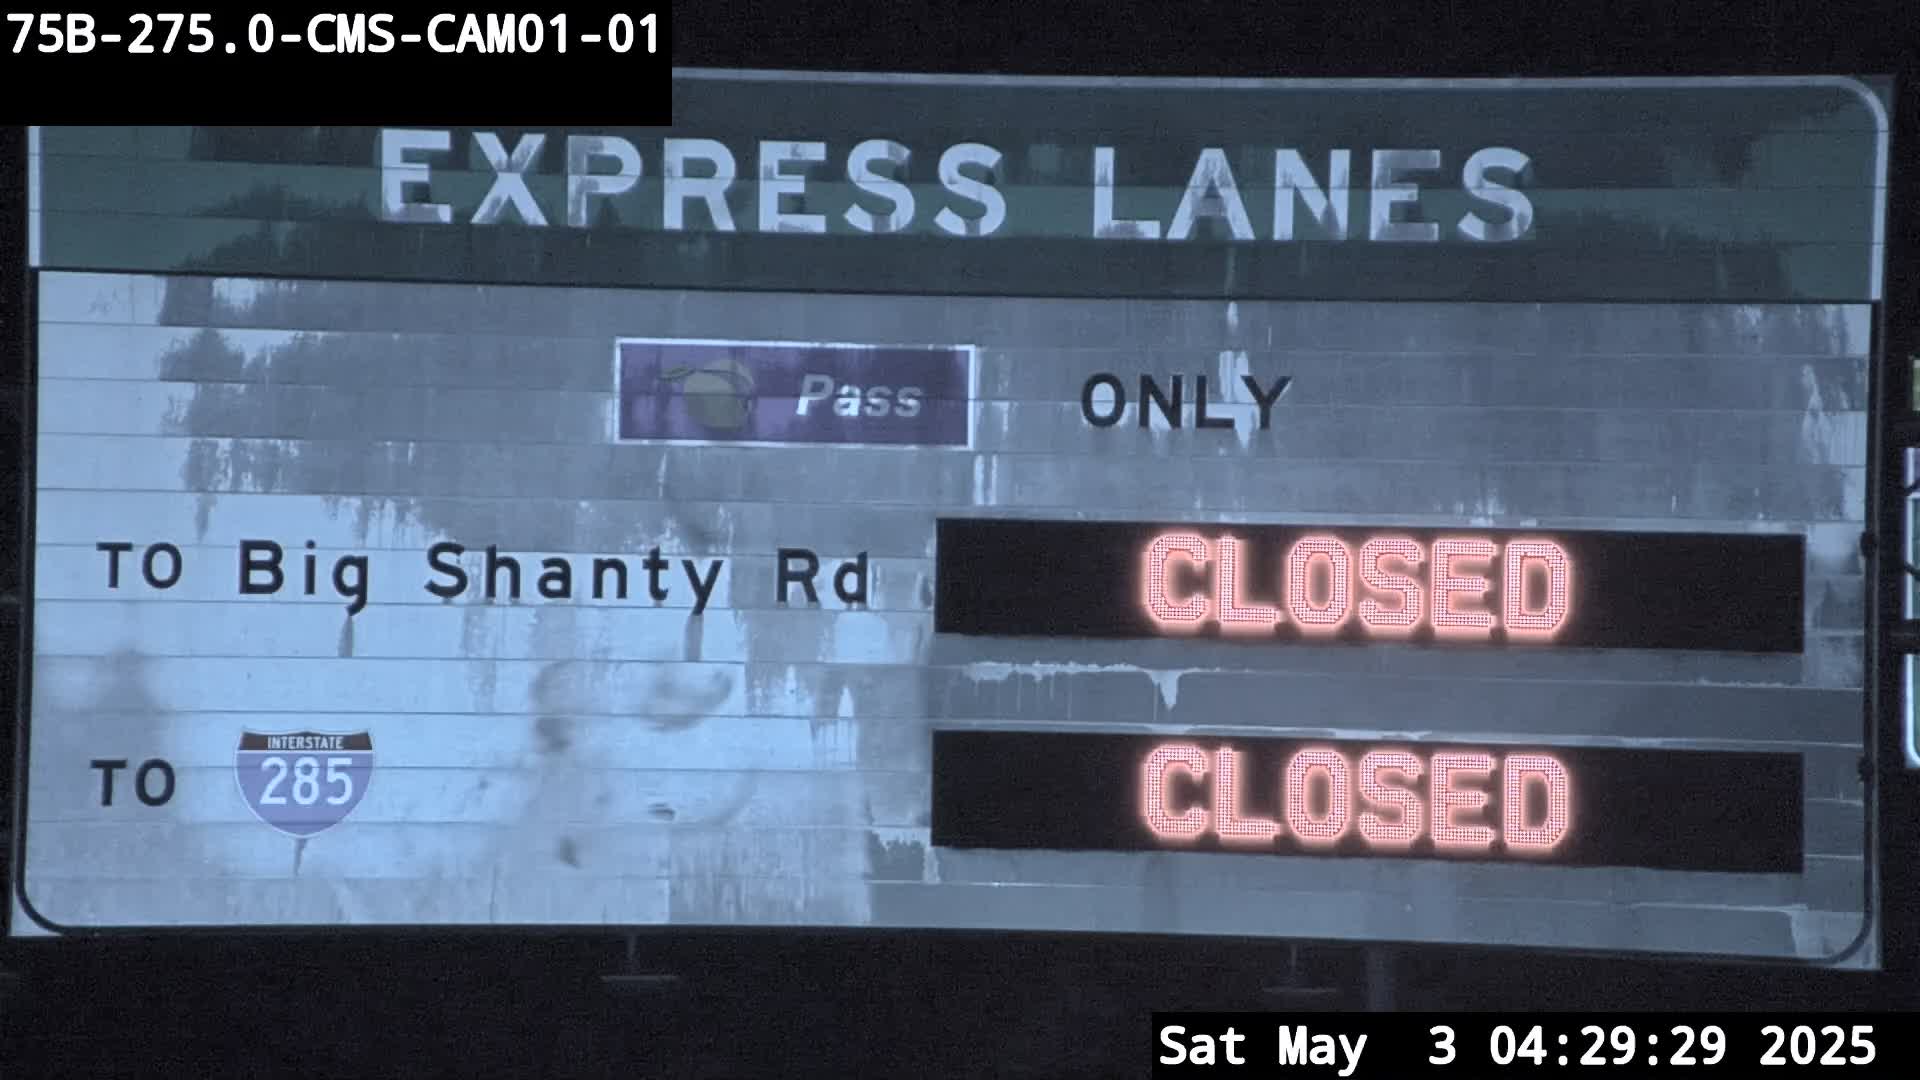 75B-275.0-CMS-CAM01-01
EXPRESS LANES
Pass ONLY
TO Big Shanty Rd CLOSED
TO INTERSTATE 285 CLOSED
Sat May 3 04:29:29 2025